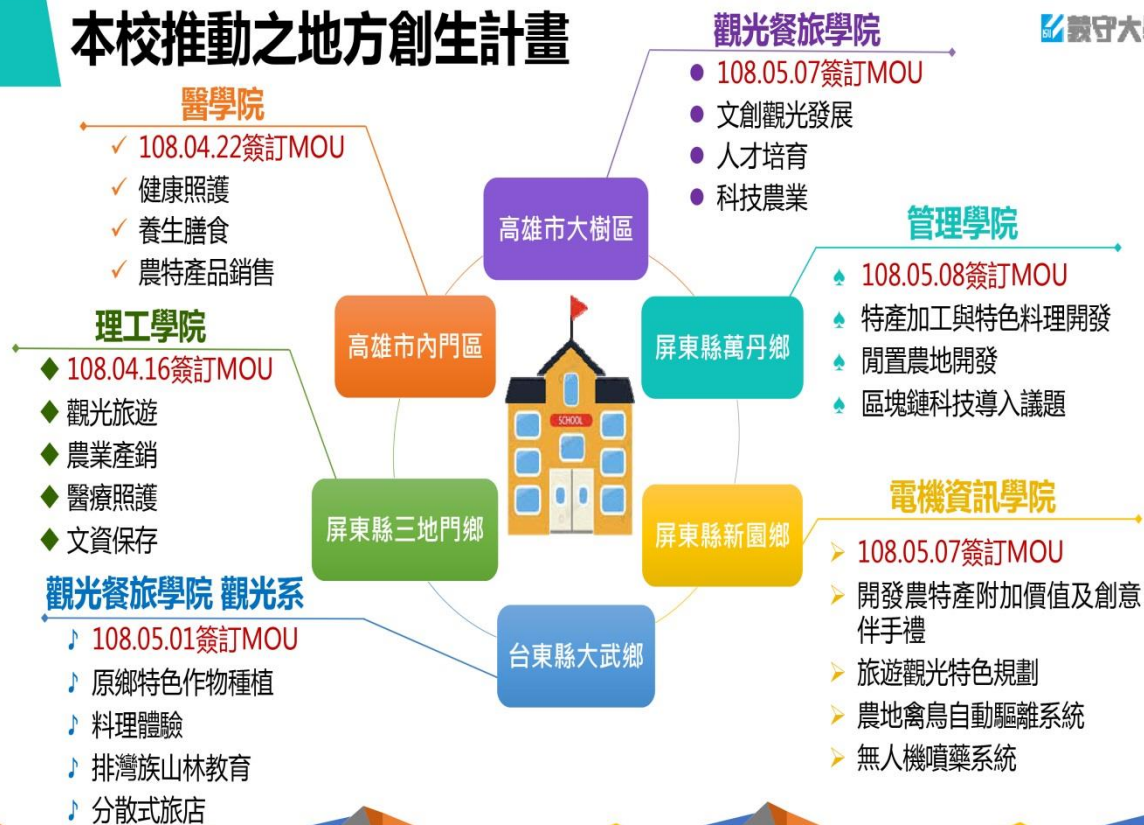 本校推動之地方創生計畫
義守大
觀光餐旅學院
108.05.07簽訂MOU
文創觀光發展
人才培育
科技農業
醫學院
108.04.22簽訂MOU
健康照護
養生膳食
農特產品銷售
高雄市大樹區
管理學院
108.05.08簽訂MOU
特產加工與特色料理開發
閒置農地開發
區塊鏈科技導入議題
高雄市內門區
屏東縣萬丹鄉
理工學院
108.04.16簽訂MOU
觀光旅遊
農業產銷
醫療照護
文資保存
SCHOOL
屏東縣三地門鄉
屏東縣新園鄉
電機資訊學院
108.05.07簽訂MOU
開發農特產附加價值及創意
伴手禮
旅遊觀光特色規劃
農地禽鳥自動驅離系統
無人機噴藥系統
觀光餐旅學院 觀光系
108.05.01簽訂MOU
原鄉特色作物種植
料理體驗
排灣族山林教育
分散式旅店
台東縣大武鄉